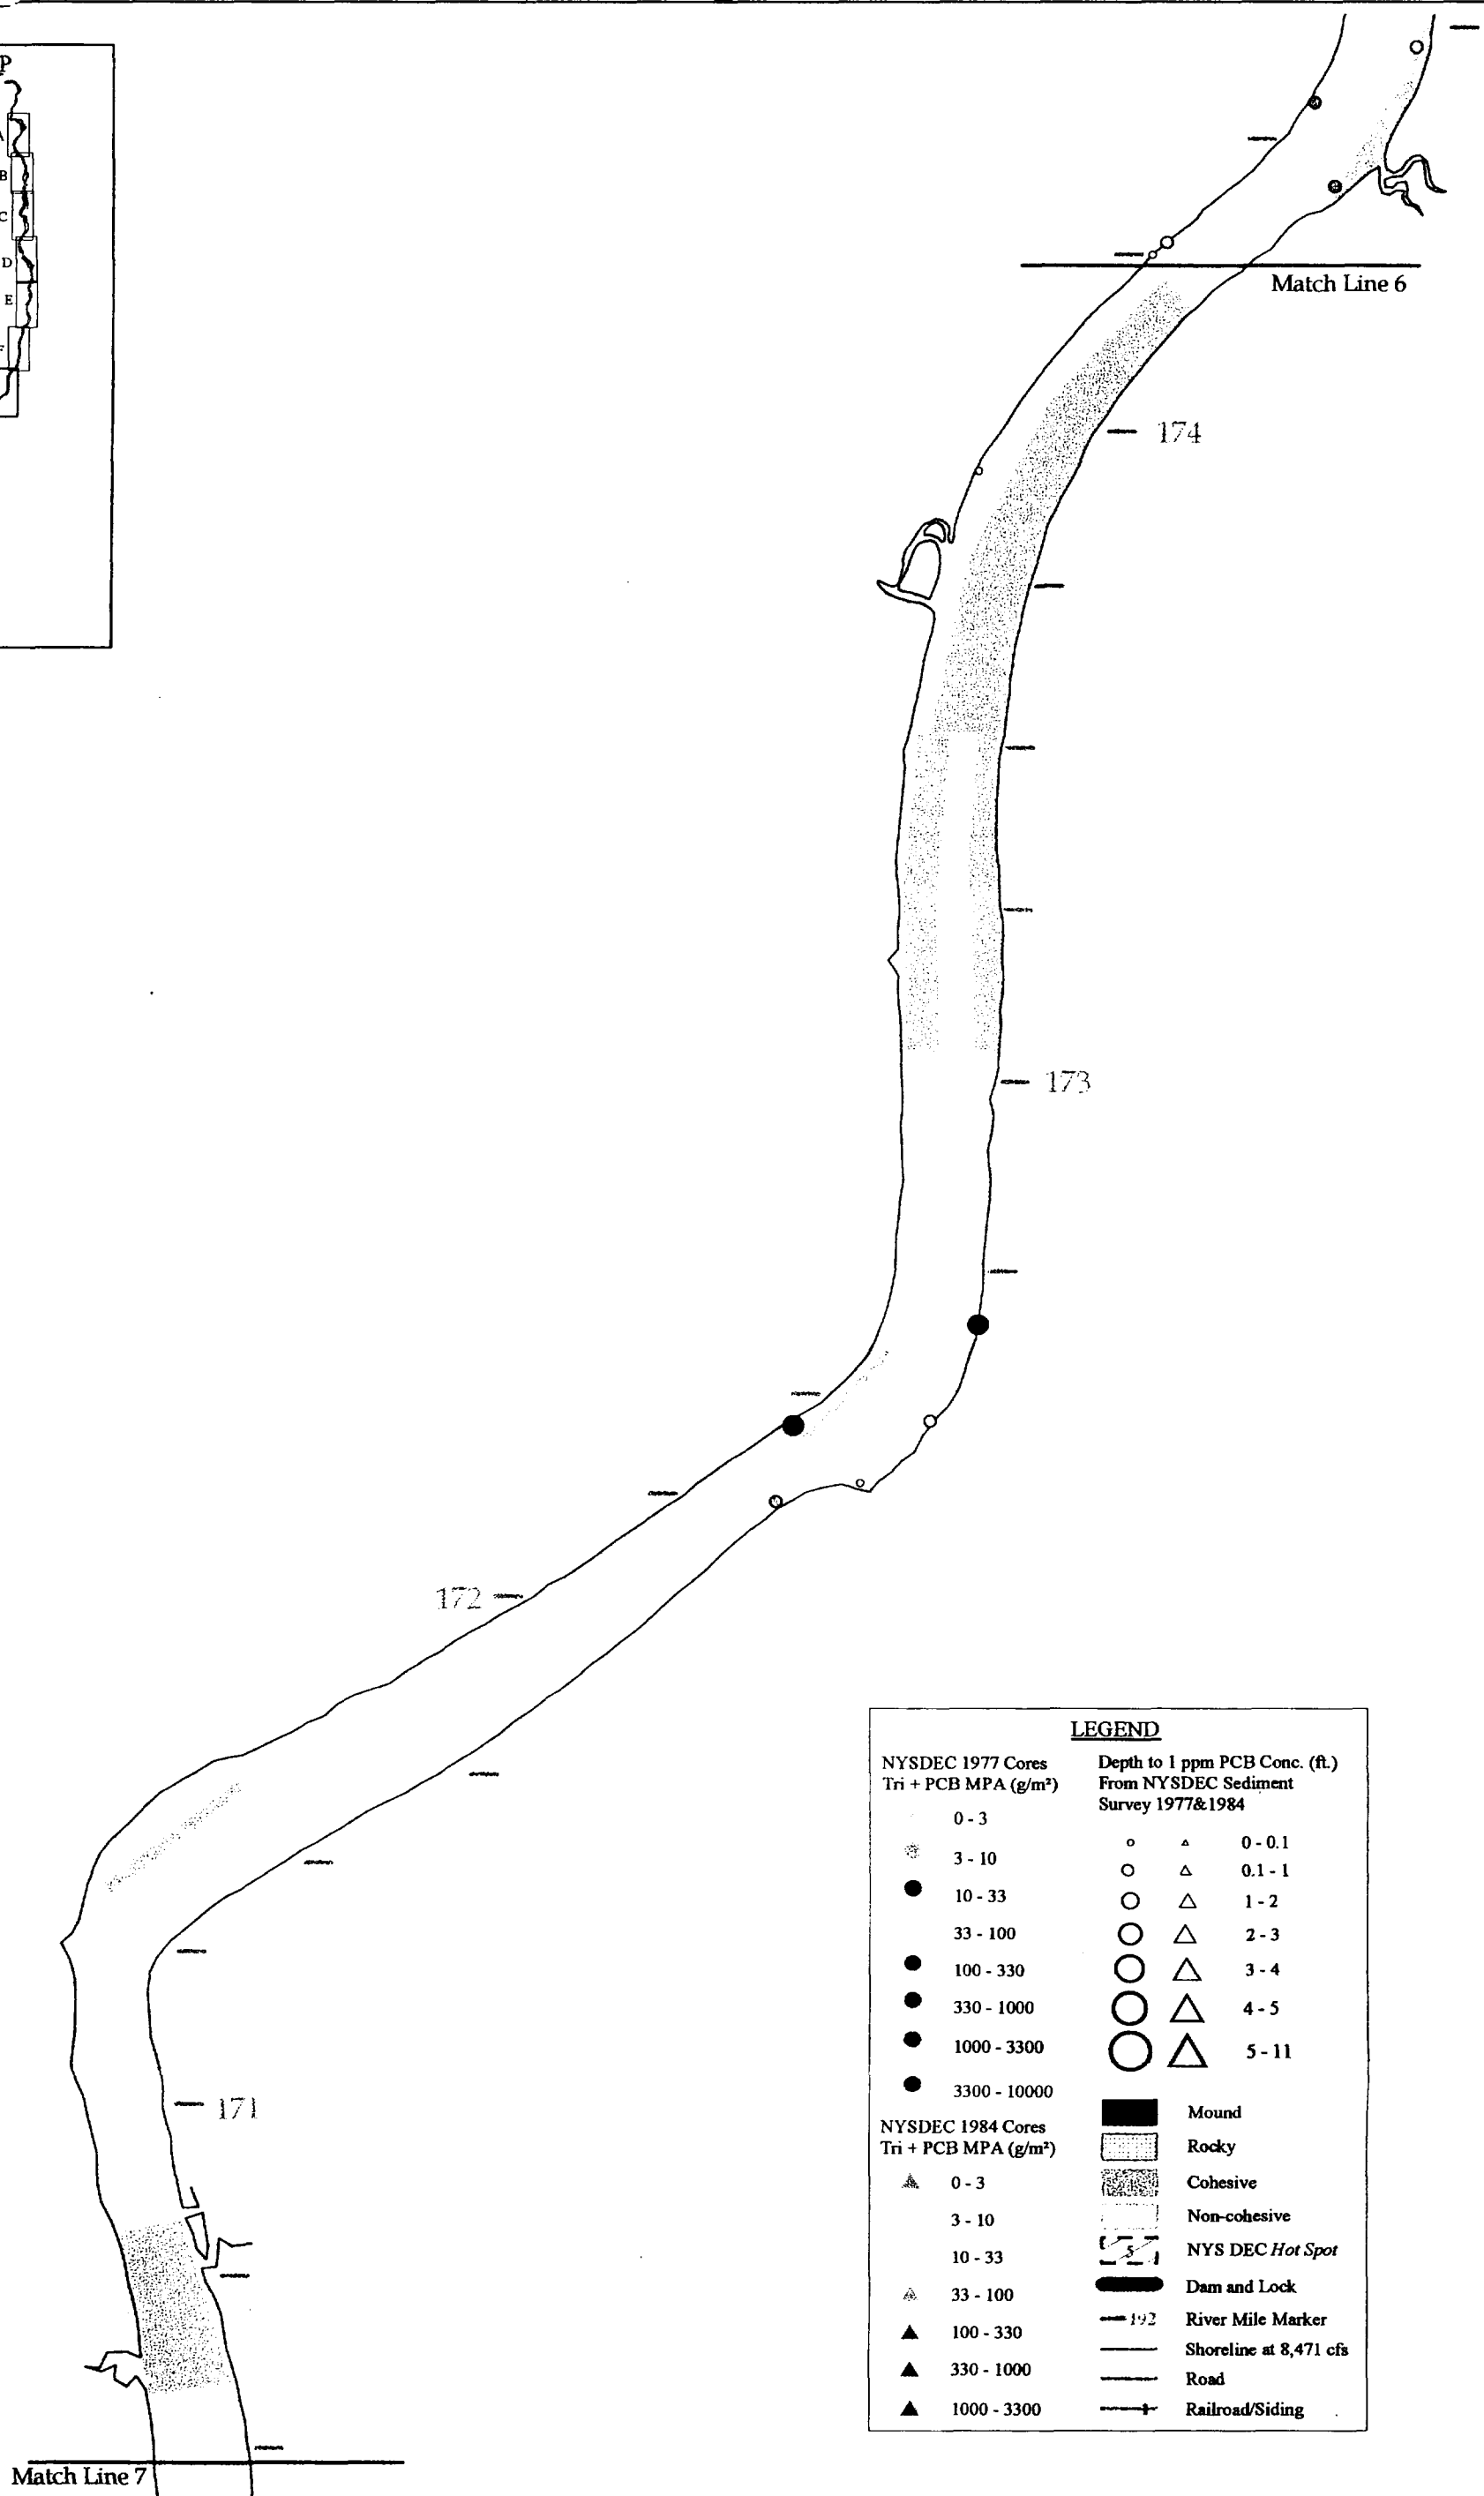 P
A
B
C
D
E
F
Match Line 6
174
173
172
171
Match Line 7
LEGEND
NYSDEC 1977 Cores
Tri + PCB MPA (g/m²)
0 - 3
3 - 10
10 - 33
33 - 100
100 - 330
330 - 1000
1000 - 3300
3300 - 10000
NYSDEC 1984 Cores
Tri + PCB MPA (g/m²)
0 - 3
3 - 10
10 - 33
33 - 100
100 - 330
330 - 1000
1000 - 3300
Depth to 1 ppm PCB Conc. (ft.)
From NYSDEC Sediment
Survey 1977&1984
0 - 0.1
0.1 - 1
1 - 2
2 - 3
3 - 4
4 - 5
5 - 11
Mound
Rocky
Cohesive
Non-cohesive
5 NYS DEC Hot Spot
Dam and Lock
192 River Mile Marker
Shoreline at 8,471 cfs
Road
Railroad/Siding